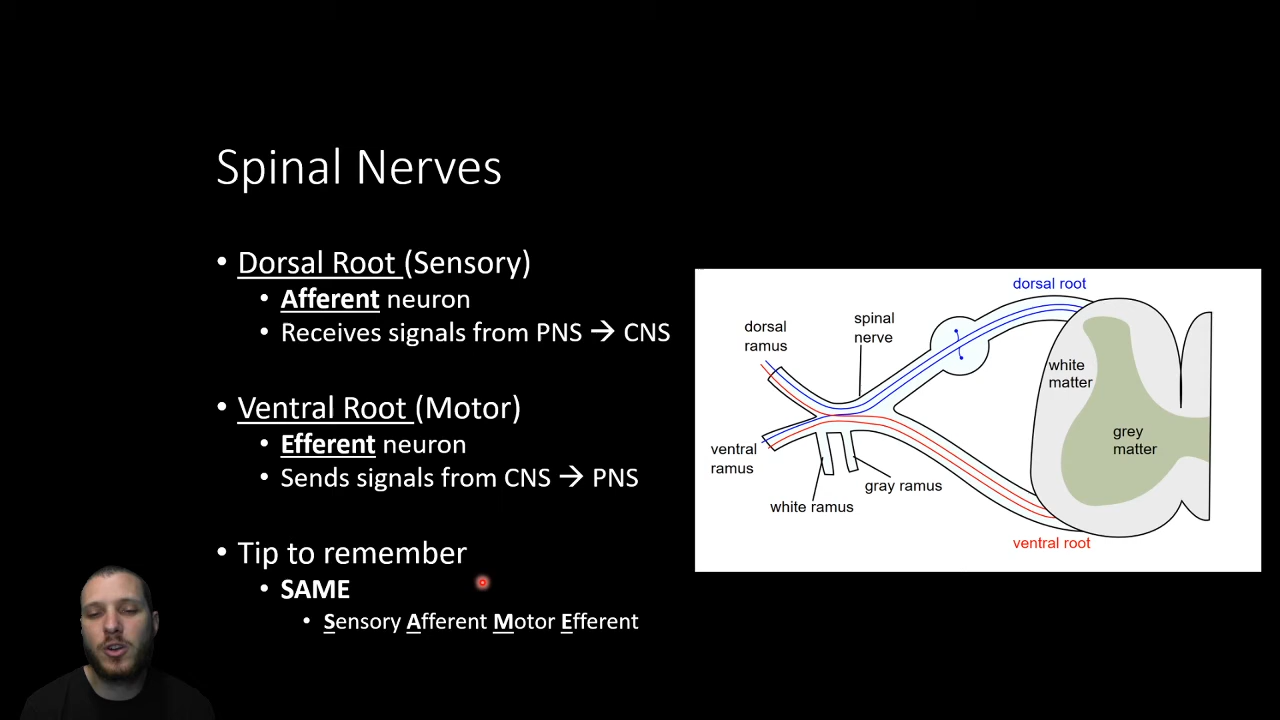 Spinal Nerves
• Dorsal Root (Sensory)
• Afferent neuron
• Receives signals from PNS → CNS
• Ventral Root (Motor)
• Efferent neuron
• Sends signals from CNS → PNS
• Tip to remember
• SAME
• Sensory Afferent Motor Efferent
dorsal root
dorsal
ramus
spinal
nerve
white
matter
grey
matter
ventral
ramus
gray ramus
white ramus
ventral root